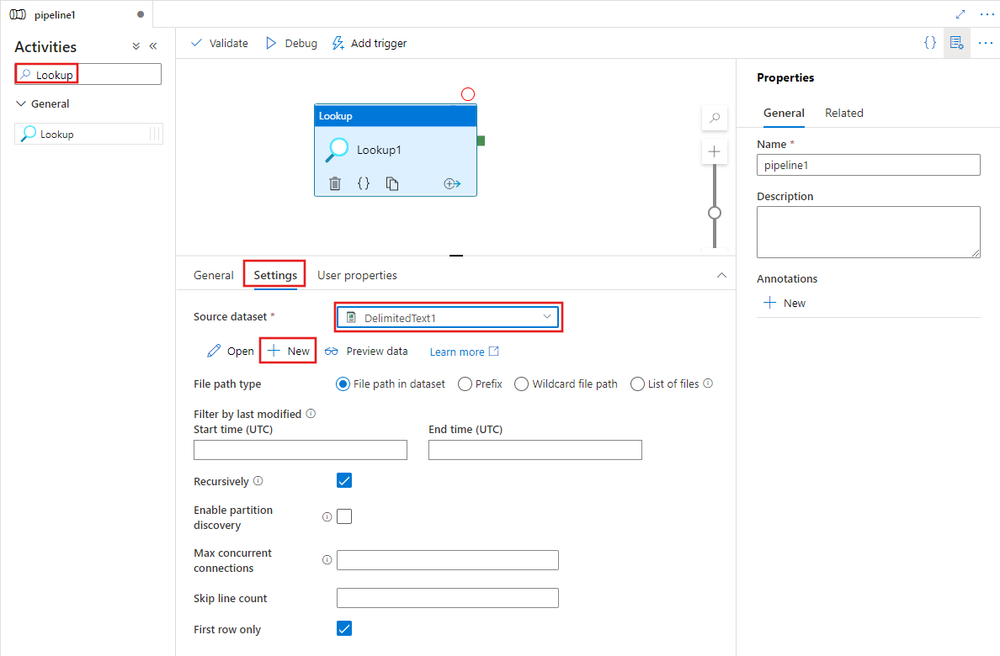 pipeline1
Activities
Lookup
General
Lookup
Validate
Debug
Add trigger
Lookup
Lookup1
General
Settings
User properties
Source dataset *
DelimitedText1
Open
New
Preview data
Learn more
File path type
File path in dataset
Prefix
Wildcard file path
List of files
Filter by last modified
Start time (UTC)
End time (UTC)
Recursively
Enable partition
discovery
Max concurrent
connections
Skip line count
First row only
Properties
General
Related
Name *
pipeline1
Description
Annotations
New